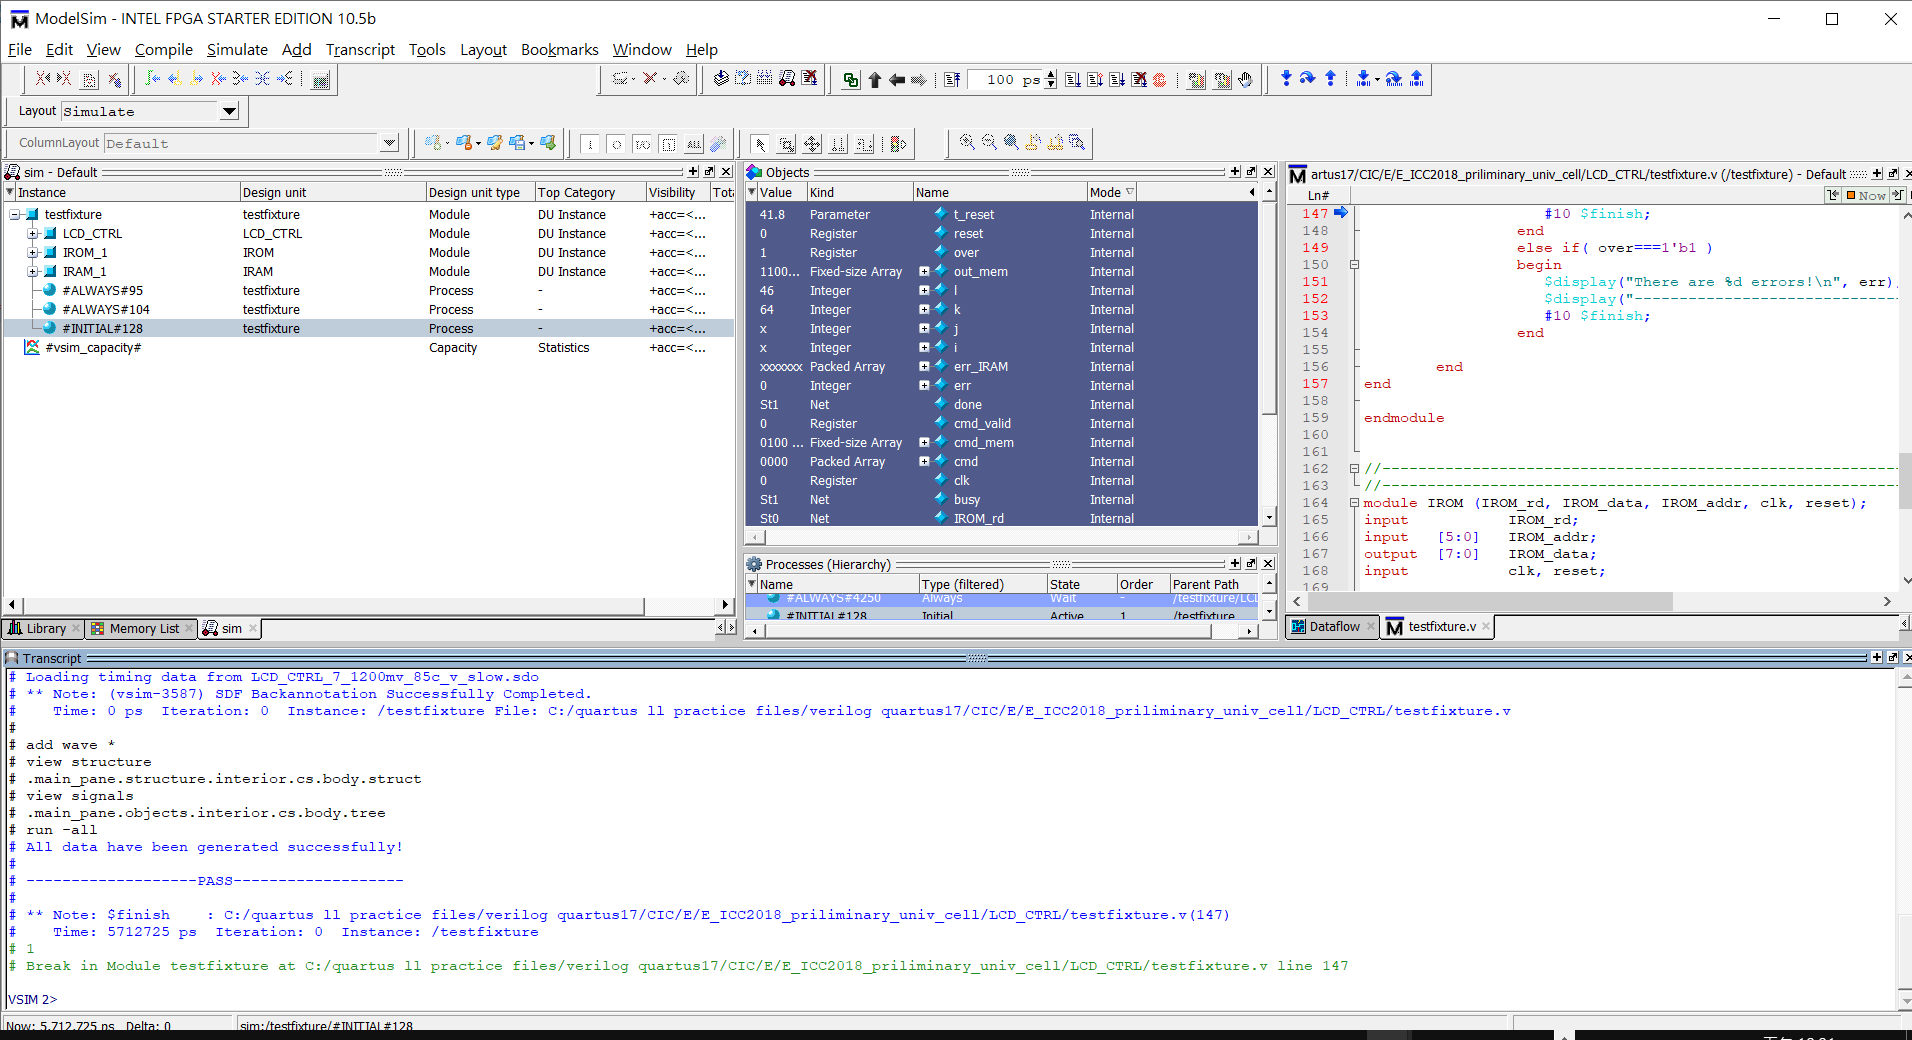 ModelSim - INTEL FPGA STARTER EDITION 10.5b
File Edit View Compile Simulate Add Transcript Tools Layout Bookmarks Window Help
100 ps
Layout Simulate
ColumnLayout Default
ALL
sim - Default
Instance Design unit Design unit type Top Category Visibility Tota
testfixture testfixture Module DU Instance +acc=<...
LCD_CTRL LCD_CTRL Module DU Instance +acc=<...
IROM_1 IROM Module DU Instance +acc=<...
IRAM_1 IRAM Module DU Instance +acc=<...
#ALWAYS#95 testfixture Process - +acc=<...
#ALWAYS#104 testfixture Process - +acc=<...
#INITIAL#128 testfixture Process - +acc=<...
#vsim_capacity# Capacity Statistics +acc=<...
Library Memory List sim
Objects
Value Kind Name Mode
41.8 Parameter t_reset Internal
0 Register reset Internal
1 Register over Internal
1100... Fixed-size Array out_mem Internal
46 Integer l Internal
64 Integer k Internal
x Integer j Internal
x Integer i Internal
xxxxxxx Packed Array err_IRAM Internal
0 Integer err Internal
St1 Net done Internal
0 Register cmd_valid Internal
0100 ... Fixed-size Array cmd_mem Internal
0000 Packed Array cmd Internal
0 Register clk Internal
St1 Net busy Internal
St0 Net IROM_rd Internal
Processes (Hierarchy)
Name Type (filtered) State Order Parent Path
#ALWAYS#4250 Always Wait - /testfixture/LCD
#INITIAL#128 Initial Active 1 /testfixture
artus17/CIC/E/E_ICC2018_priliminary_univ_cell/LCD_CTRL/testfixture.v (/testfixture) - Default
Ln# Now
147 #10 $finish;
148 end
149 else if( over===1'b1 )
150 begin
151 $display("There are %d errors!\n", err)
152 $display("------------------------------
153 #10 $finish;
154 end
155
156 end
157 end
158
159 endmodule
160
161
162 //----------------------------------------------------------
163 //----------------------------------------------------------
164 module IROM (IROM_rd, IROM_data, IROM_addr, clk, reset);
165 input IROM_rd;
166 input [5:0] IROM_addr;
167 output [7:0] IROM_data;
168 input clk, reset;
169
Dataflow testfixture.v
Transcript
# Loading timing data from LCD_CTRL_7_1200mv_85c_v_slow.sdo
# ** Note: (vsim-3587) SDF Backannotation Successfully Completed.
# Time: 0 ps Iteration: 0 Instance: /testfixture File: C:/quartus ll practice files/verilog quartus17/CIC/E/E_ICC2018_priliminary_univ_cell/LCD_CTRL/testfixture.v
#
# add wave *
# view structure
# .main_pane.structure.interior.cs.body.struct
# view signals
# .main_pane.objects.interior.cs.body.tree
# run -all
# All data have been generated successfully!
#
# -------------------PASS-------------------
#
# ** Note: $finish : C:/quartus ll practice files/verilog quartus17/CIC/E/E_ICC2018_priliminary_univ_cell/LCD_CTRL/testfixture.v(147)
# Time: 5712725 ps Iteration: 0 Instance: /testfixture
# 1
# Break in Module testfixture at C:/quartus ll practice files/verilog quartus17/CIC/E/E_ICC2018_priliminary_univ_cell/LCD_CTRL/testfixture.v line 147
VSIM 2>
Now: 5,712,725 ps Delta: 0 sim:/testfixture/#INITIAL#128